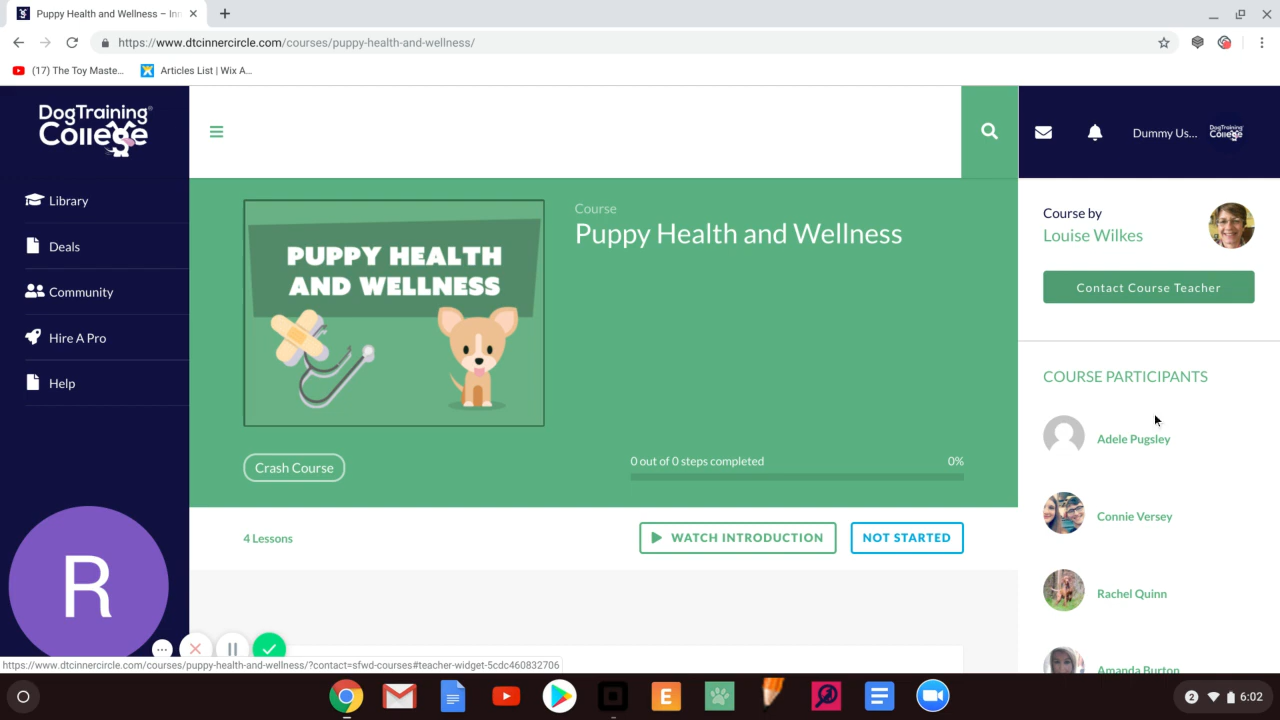 Puppy Health and Wellness – Inn
https://www.dtcinnercircle.com/courses/puppy-health-and-wellness/
(17) The Toy Maste...
Articles List | Wix A...
DogTraining®
College
Dummy Us...
DogTraining
College
Library
Deals
Community
Hire A Pro
Help
Course
Puppy Health and Wellness
PUPPY HEALTH
AND WELLNESS
Crash Course
0 out of 0 steps completed
0%
4 Lessons
WATCH INTRODUCTION
NOT STARTED
Course by
Louise Wilkes
Contact Course Teacher
COURSE PARTICIPANTS
Adele Pugsley
Connie Versey
Rachel Quinn
Amanda Burton
R
https://www.dtcinnercircle.com/courses/puppy-health-and-wellness/?contact=sfwd-courses#teacher-widget-5cdc460832706
E
2
6:02